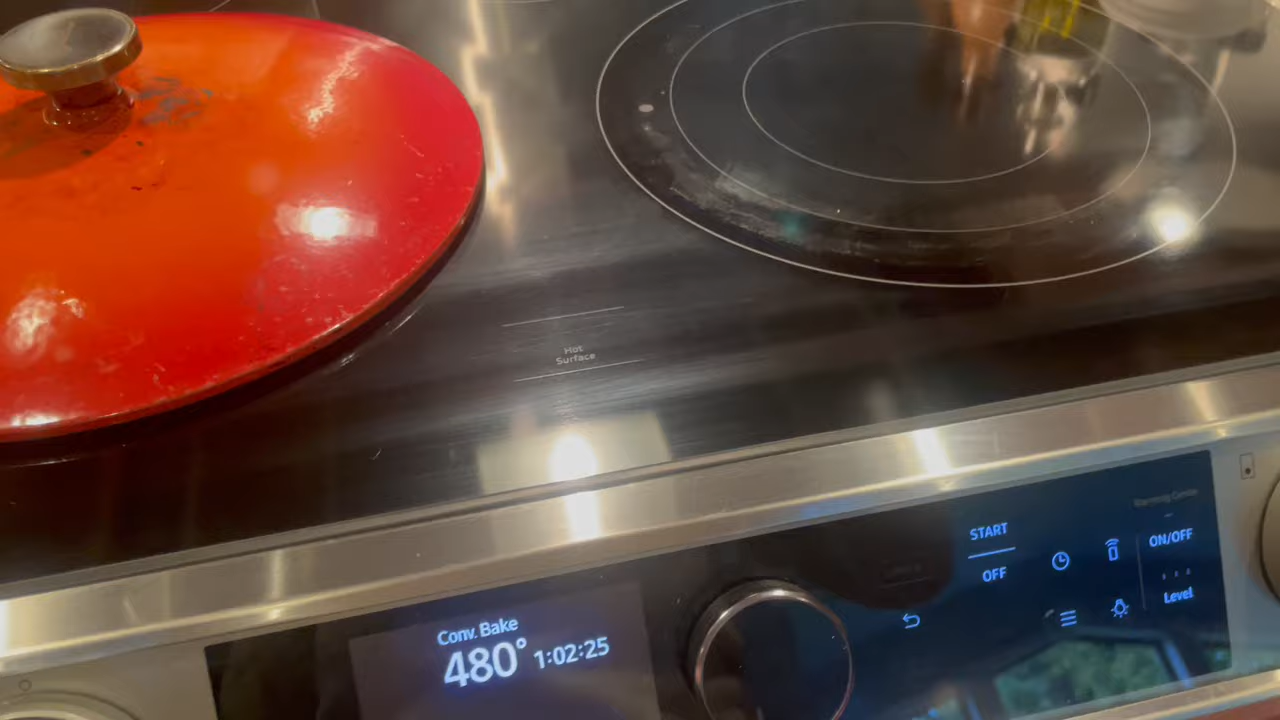 Hot
Surface
START
OFF
ON/OFF
Level
Conv. Bake
480° 1:02:25